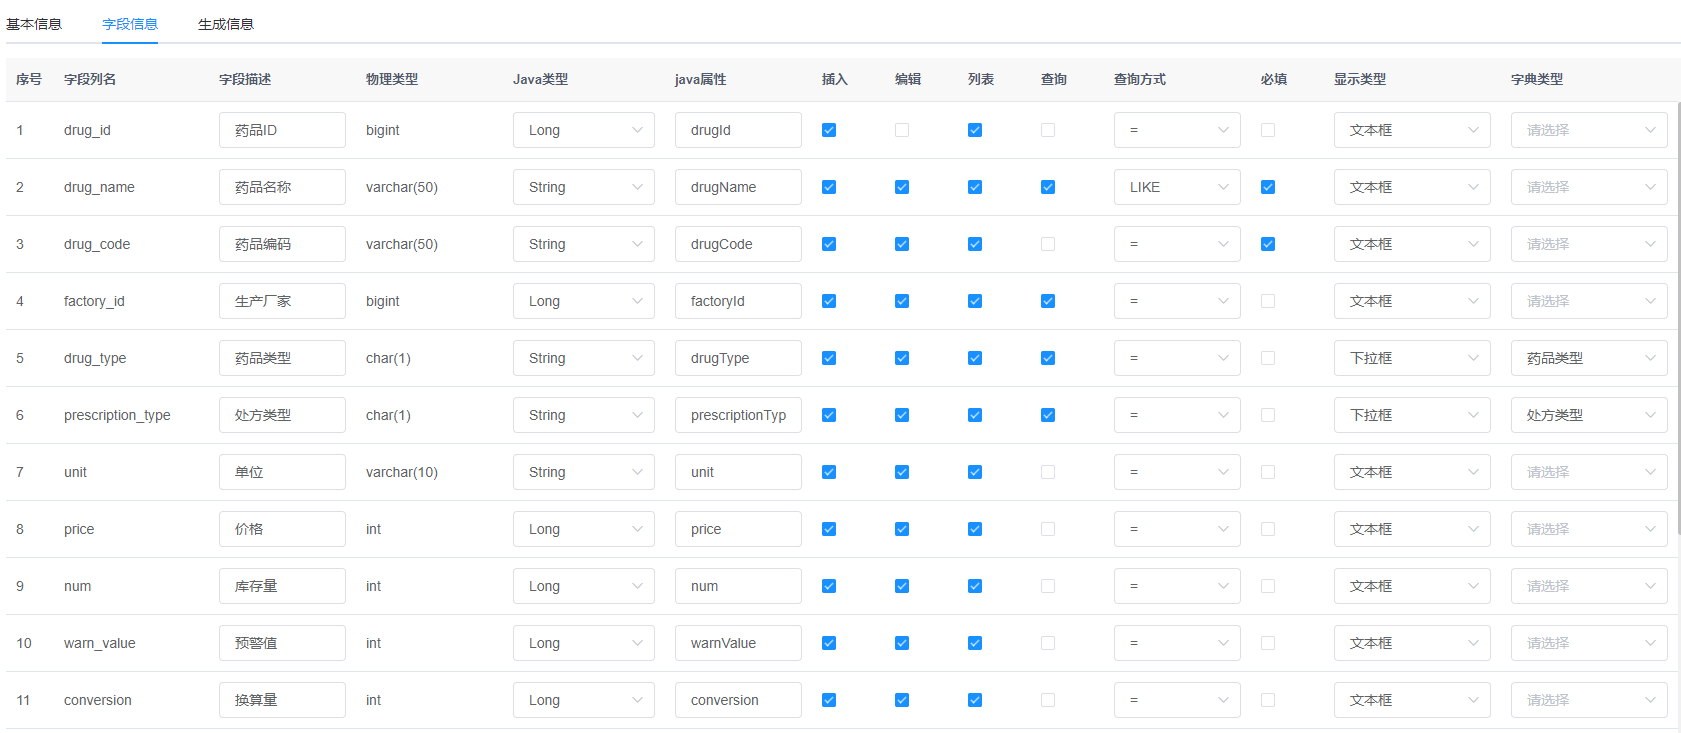 基本信息 字段信息 生成信息
序号 字段列名 字段描述 物理类型 Java类型 java属性 插入 编辑 列表 查询 查询方式 必填 显示类型 字典类型
1 drug_id 药品ID bigint Long drugId = 文本框 请选择
2 drug_name 药品名称 varchar(50) String drugName LIKE 文本框 请选择
3 drug_code 药品编码 varchar(50) String drugCode = 文本框 请选择
4 factory_id 生产厂家 bigint Long factoryId = 文本框 请选择
5 drug_type 药品类型 char(1) String drugType = 下拉框 药品类型
6 prescription_type 处方类型 char(1) String prescriptionTyp = 下拉框 处方类型
7 unit 单位 varchar(10) String unit = 文本框 请选择
8 price 价格 int Long price = 文本框 请选择
9 num 库存量 int Long num = 文本框 请选择
10 warn_value 预警值 int Long warnValue = 文本框 请选择
11 conversion 换算量 int Long conversion = 文本框 请选择